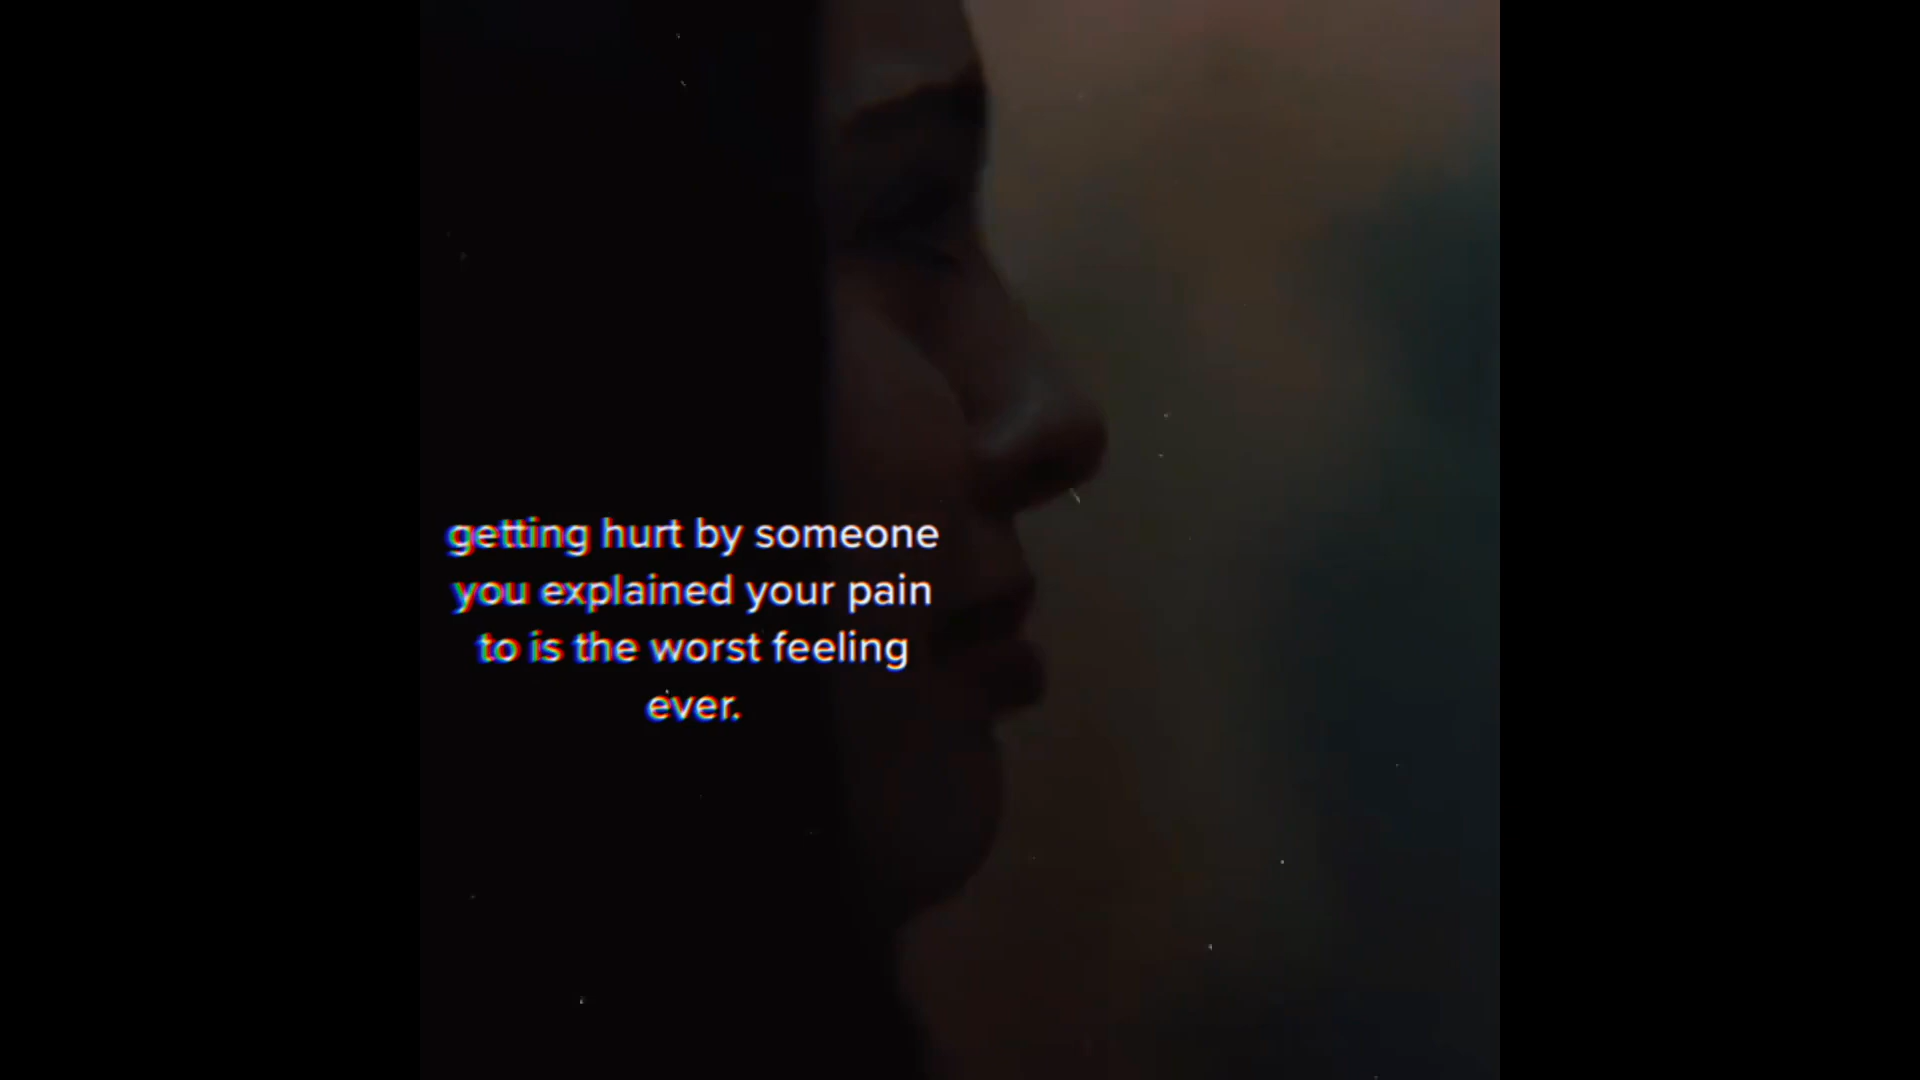 getting hurt by someone
you explained your pain
to is the worst feeling
ever.